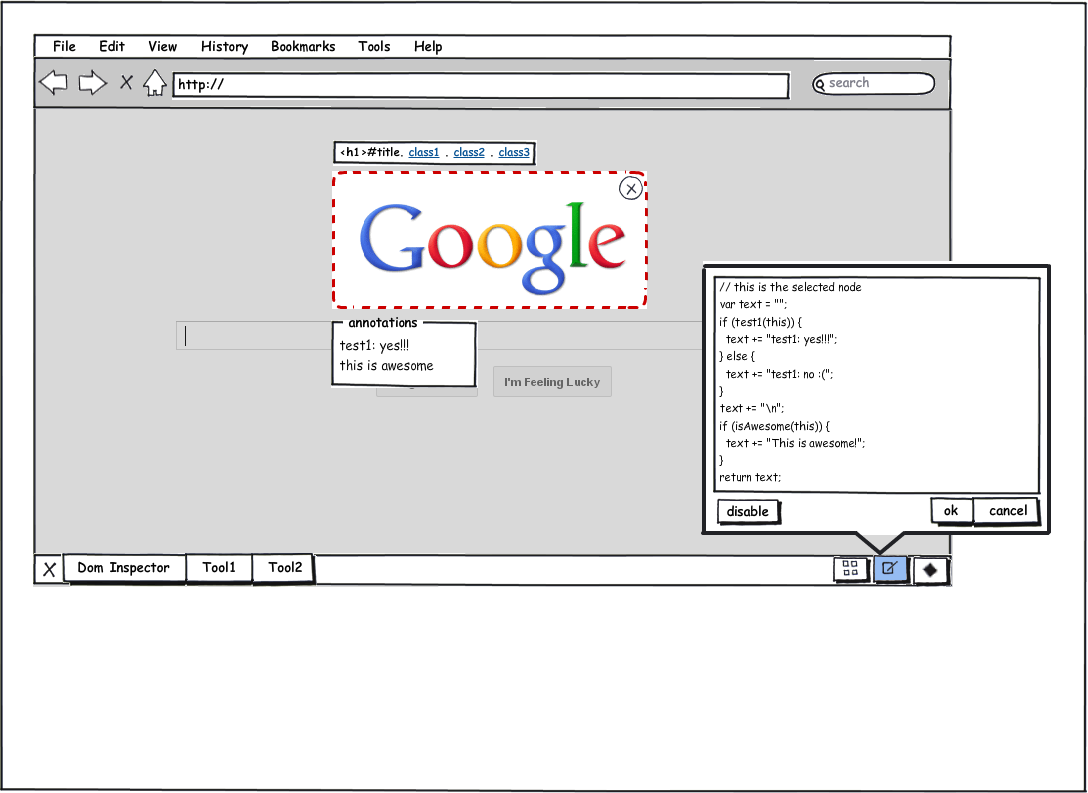 File Edit View History Bookmarks Tools Help
http://
search
<h1>#title. class1 . class2 . class3
Google
annotations
test1: yes!!!
this is awesome
I'm Feeling Lucky
// this is the selected node
var text = "";
if (test1(this)) {
text += "test1: yes!!!";
} else {
text += "test1: no :(";
}
text += "\n";
if (isAwesome(this)) {
text += "This is awesome!";
}
return text;
disable ok cancel
X Dom Inspector Tool1 Tool2